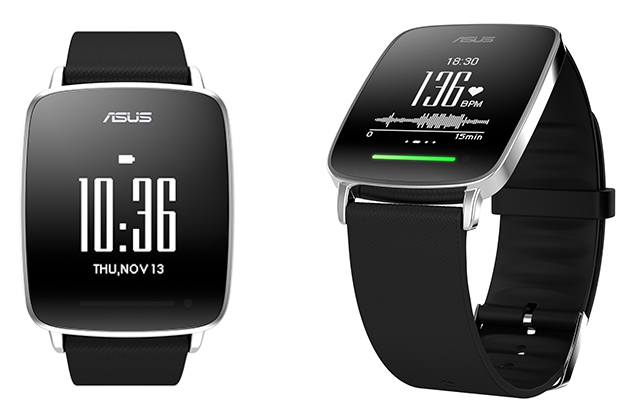 ASUS
10:36
THU,NOV 13
ASUS
18:30
136
BPM
0 15min